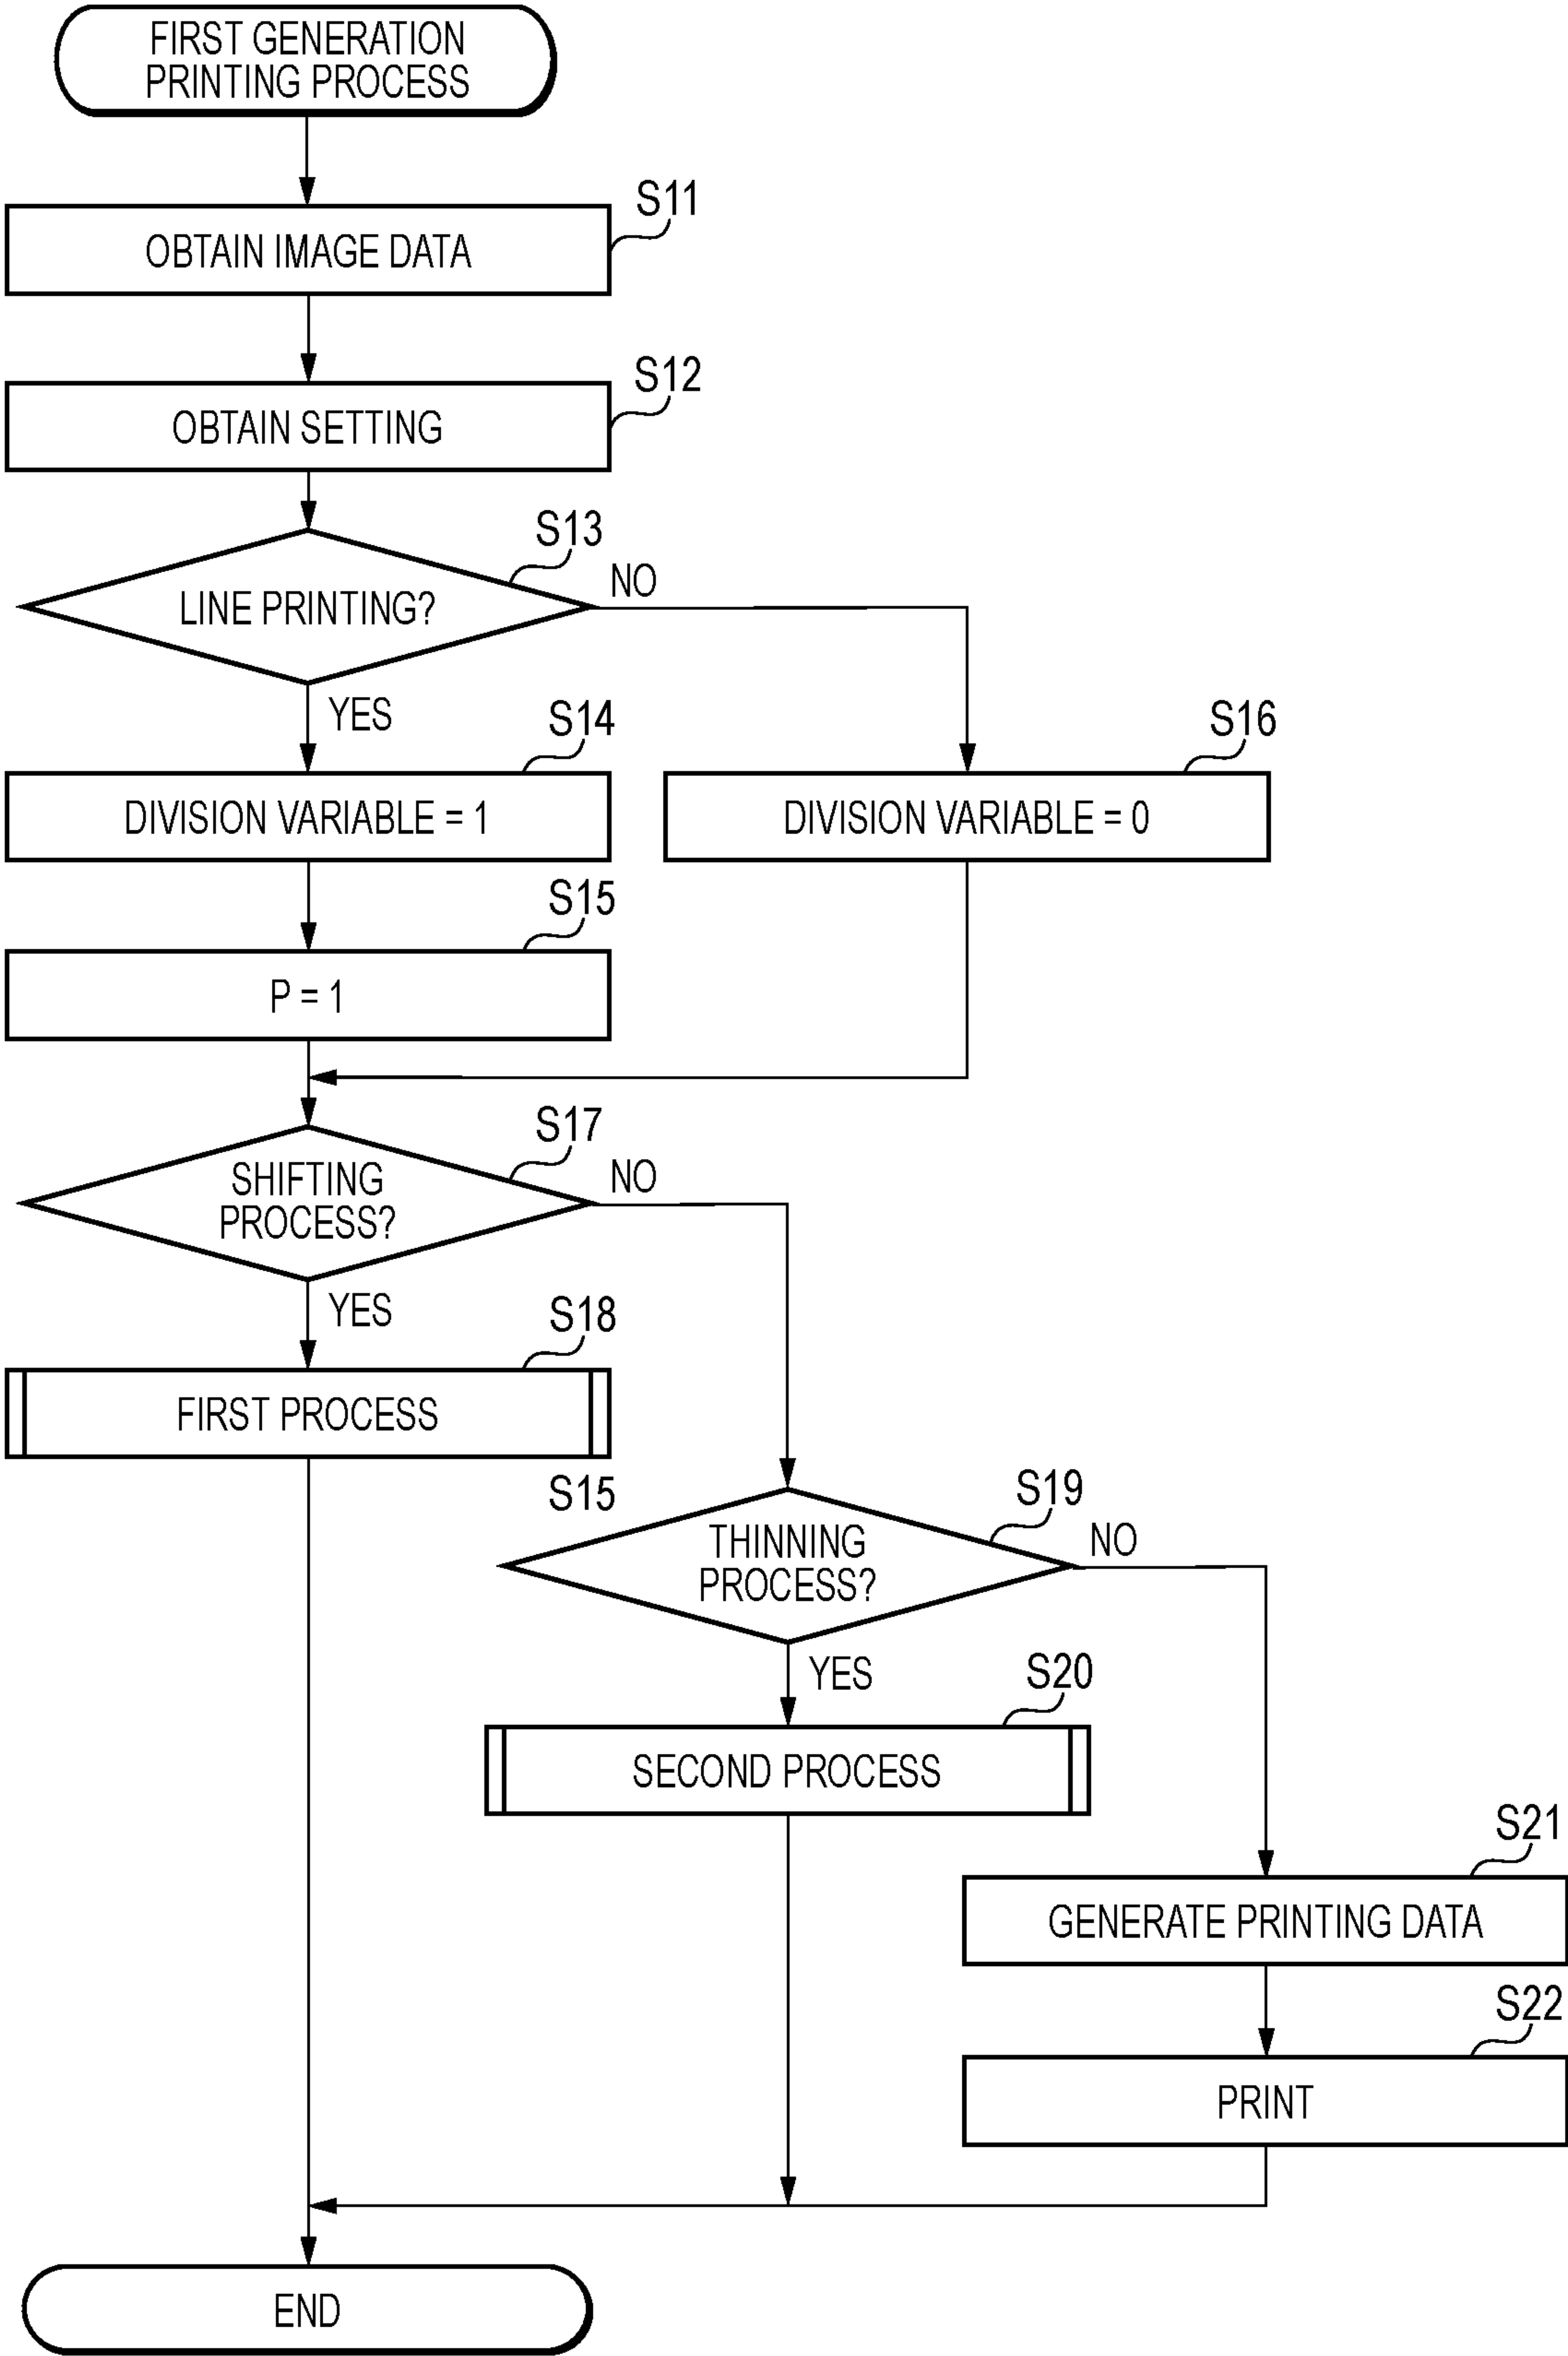 FIRST GENERATION
PRINTING PROCESS
S11
OBTAIN IMAGE DATA
S12
OBTAIN SETTING
S13
LINE PRINTING?
NO
YES
S14
DIVISION VARIABLE = 1
S16
DIVISION VARIABLE = 0
S15
P = 1
S17
SHIFTING
PROCESS?
NO
YES
S18
FIRST PROCESS
S15
S19
THINNING
PROCESS?
NO
YES
S20
SECOND PROCESS
S21
GENERATE PRINTING DATA
S22
PRINT
END